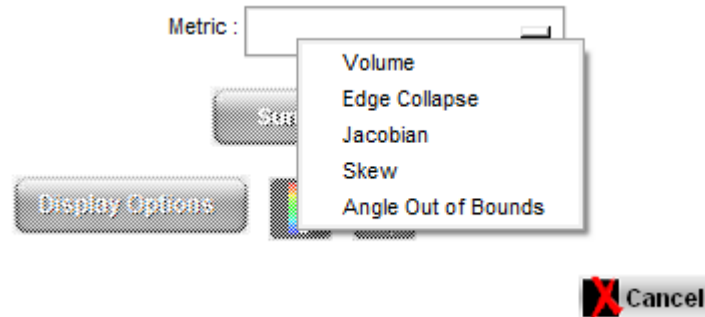 Metric :
Volume
Edge Collapse
Jacobian
Skew
Angle Out of Bounds
Display Options
Cancel